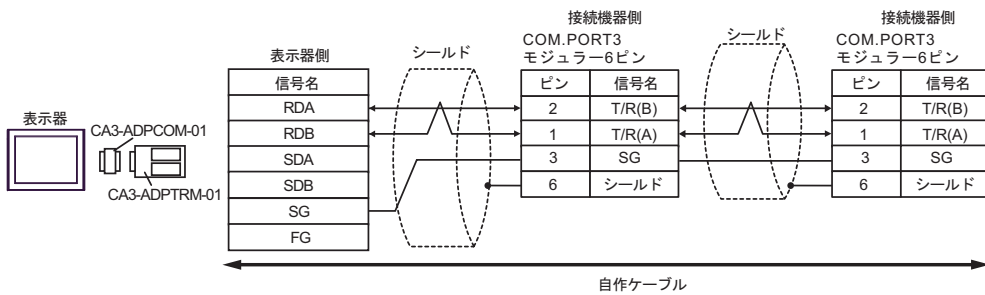 表示器
CA3-ADPCOM-01
CA3-ADPTRM-01
表示器側
信号名
RDA
RDB
SDA
SDB
SG
FG
シールド
接続機器側
COM.PORT3
モジュラー6ピン
ピン 信号名
2 T/R(B)
1 T/R(A)
3 SG
6 シールド
シールド
接続機器側
COM.PORT3
モジュラー6ピン
ピン 信号名
2 T/R(B)
1 T/R(A)
3 SG
6 シールド
自作ケーブル